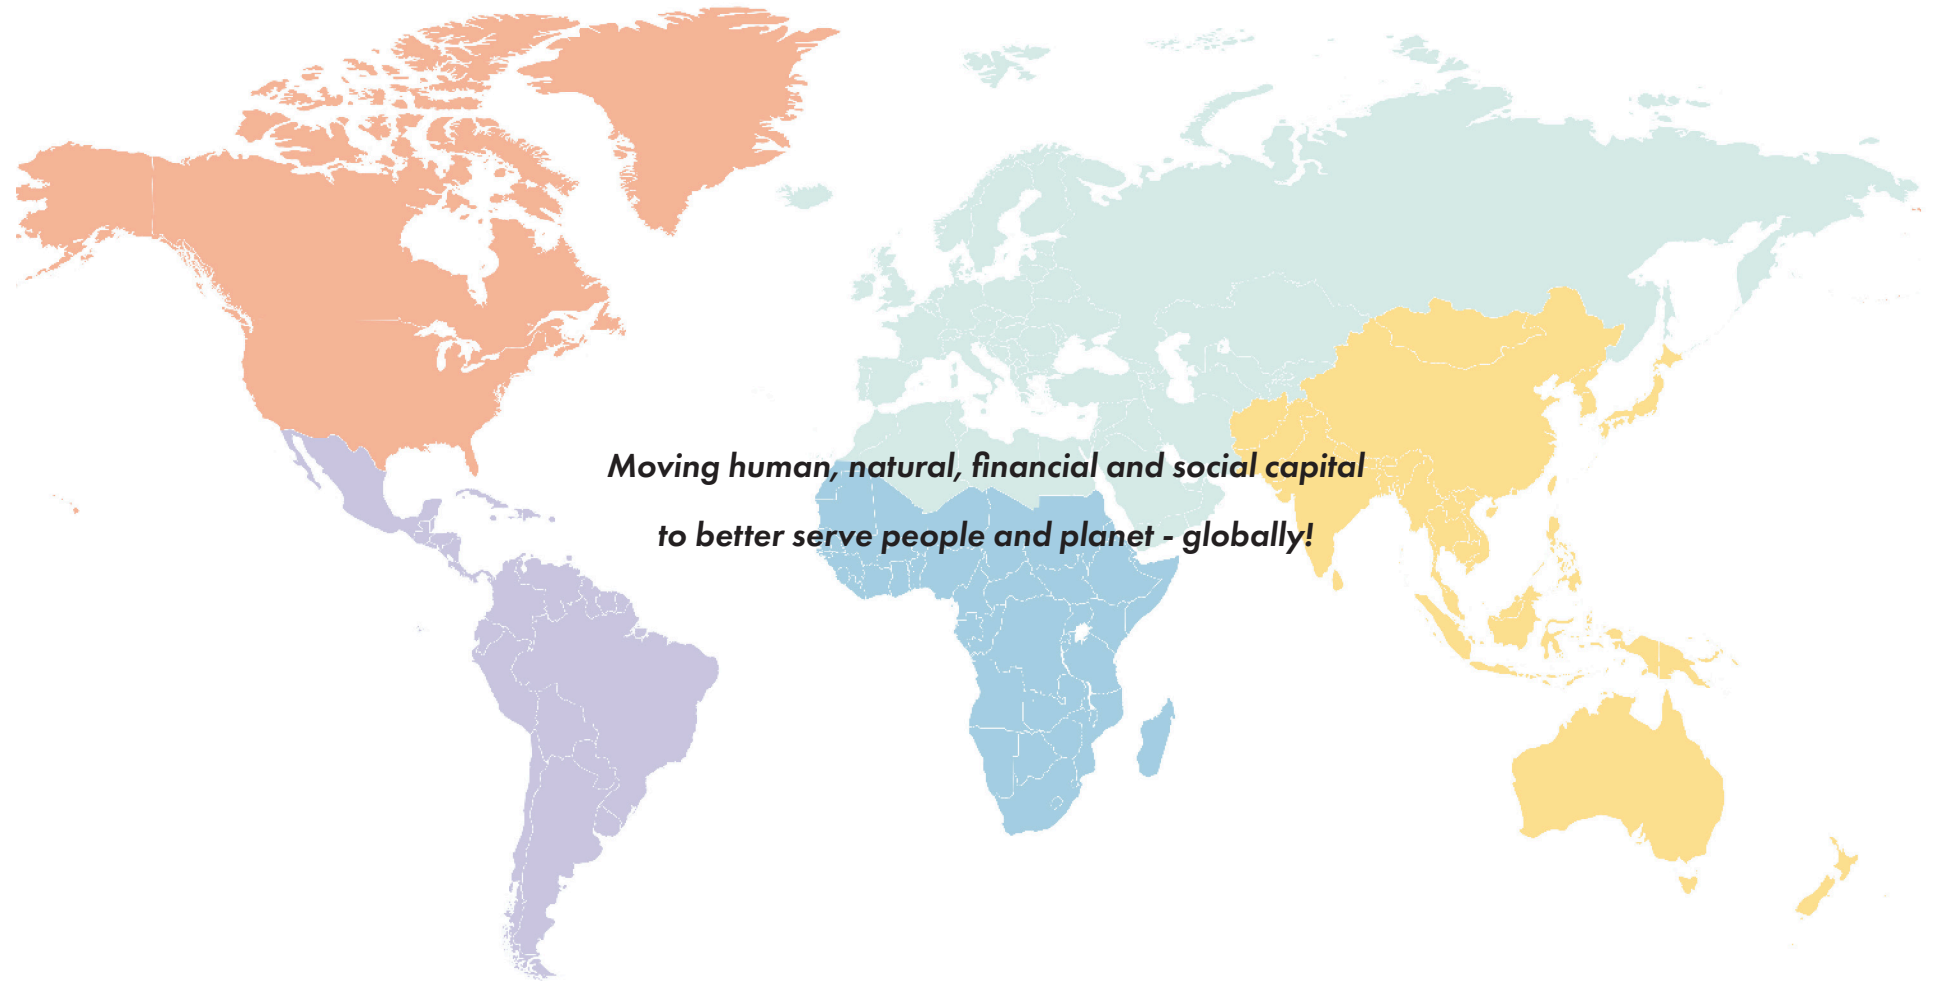 Moving human, natural, financial and social capital
to better serve people and planet - globally!